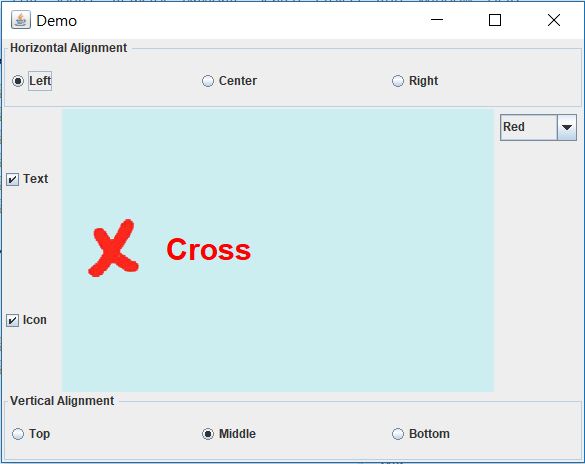 Demo
Horizontal Alignment
Left Center Right
Red
Text
Cross
Icon
Vertical Alignment
Top Middle Bottom